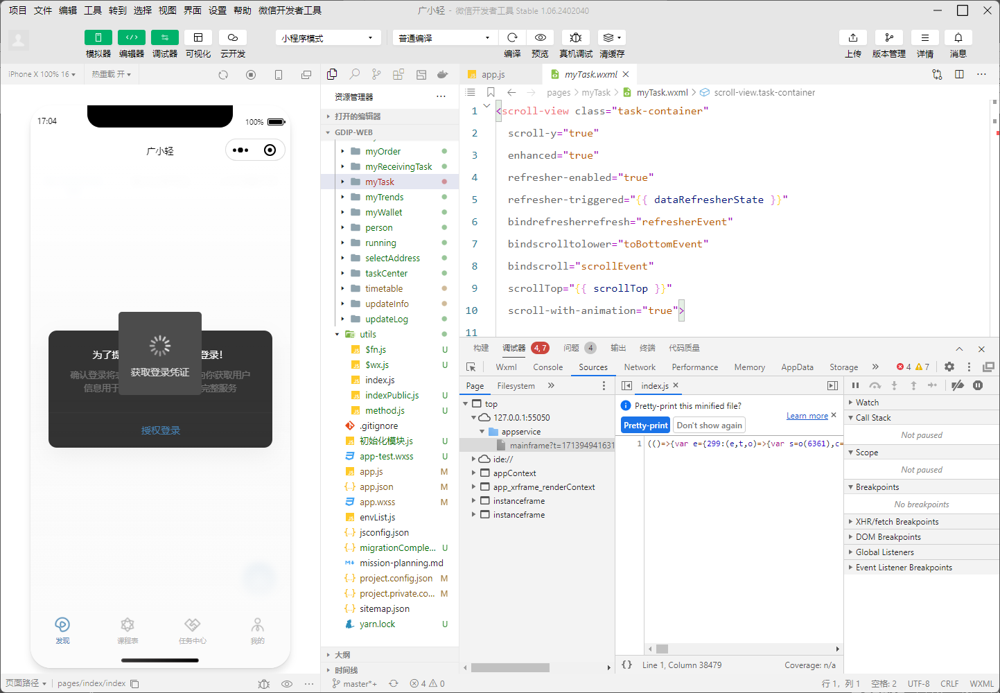 项目 文件 编辑 工具 转到 选择 视图 界面 设置 帮助 微信开发者工具
广小轻 - 微信开发者工具 Stable 1.06.2402040
小程序模式
普通编译
模拟器 编辑器 调试器 可视化 云开发
编译 预览 真机调试 清缓存
上传 版本管理 详情 消息
iPhone X 100% 16
热重载 开
17:04
100%
广小轻
获取登录凭证
为了提
登录!
确认登录将
向你获取用户
信息用于
完整服务
授权登录
发现
课程表
任务中心
我的
页面路径
pages/index/index
资源管理器
打开的编辑器
GDIP-WEB
myOrder
myReceivingTask
myTask
myTrends
myWallet
person
running
selectAddress
taskCenter
timetable
updateInfo
updateLog
utils
$fn.js U
$wx.js U
index.js
indexPublic.js U
method.js U
.gitignore
初始化模块.js U
app-test.wxss U
app.js M
app.json M
app.wxss M
envList.js
jsconfig.json
migrationComple... U
mission-planning.md
project.config.json M
project.private.co... M
sitemap.json
yarn.lock U
大纲
时间线
master*+
4 0
app.js
myTask.wxml
pages > myTask > myTask.wxml > scroll-view.task-container
1 <scroll-view class="task-container"
2 scroll-y="true"
3 enhanced="true"
4 refresher-enabled="true"
5 refresher-triggered="{{ dataRefresherState }}"
6 bindrefresherrefresh="refresherEvent"
7 bindscrolltolower="toBottomEvent"
8 bindscroll="scrollEvent"
9 scrollTop="{{ scrollTop }}"
10 scroll-with-animation="true">
11
构建 调试器 4, 7 问题 4 输出 终端 代码质量
Wxml Console Sources Network Performance Memory AppData Storage » 4 7
Page Filesystem »
top
127.0.0.1:55050
appservice
mainframe?t=171394941631
ide://
appContext
app_xrframe_renderContext
instanceframe
instanceframe
index.js
Pretty-print this minified file?
Learn more
Pretty-print
Don't show again
1 (()=>{var e={299:(e,t,o)=>{var s=o(6361),c=
{} Line 1, Column 38479
Coverage: n/a
Watch
Call Stack
Not paused
Scope
Not paused
Breakpoints
No breakpoints
XHR/fetch Breakpoints
DOM Breakpoints
Global Listeners
Event Listener Breakpoints
行 1，列 1 空格: 2 UTF-8 CRLF WXML